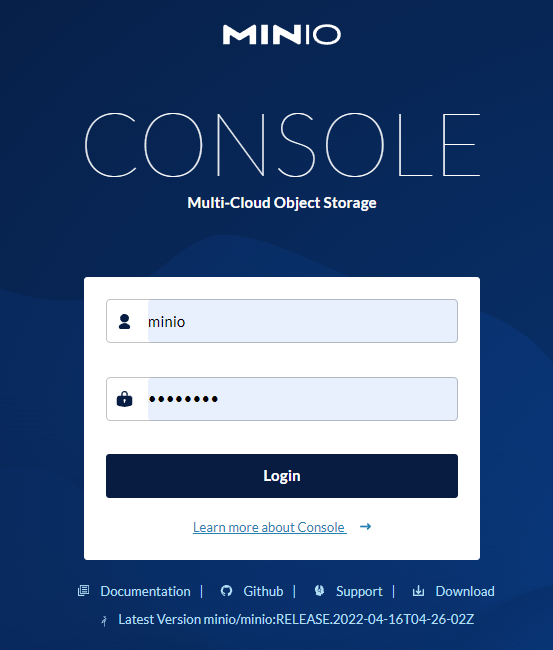 MINIO
CONSOLE
Multi-Cloud Object Storage
minio
••••••••
Login
Learn more about Console
Documentation | Github | Support | Download
Latest Version minio/minio:RELEASE.2022-04-16T04-26-02Z